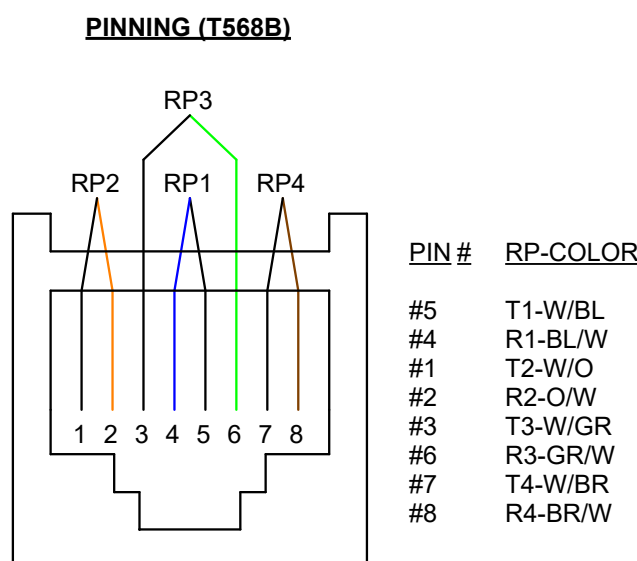 PINNING (T568B)
RP3
RP2 RP1 RP4
1 2 3 4 5 6 7 8
PIN # RP-COLOR
#5 T1-W/BL
#4 R1-BL/W
#1 T2-W/O
#2 R2-O/W
#3 T3-W/GR
#6 R3-GR/W
#7 T4-W/BR
#8 R4-BR/W